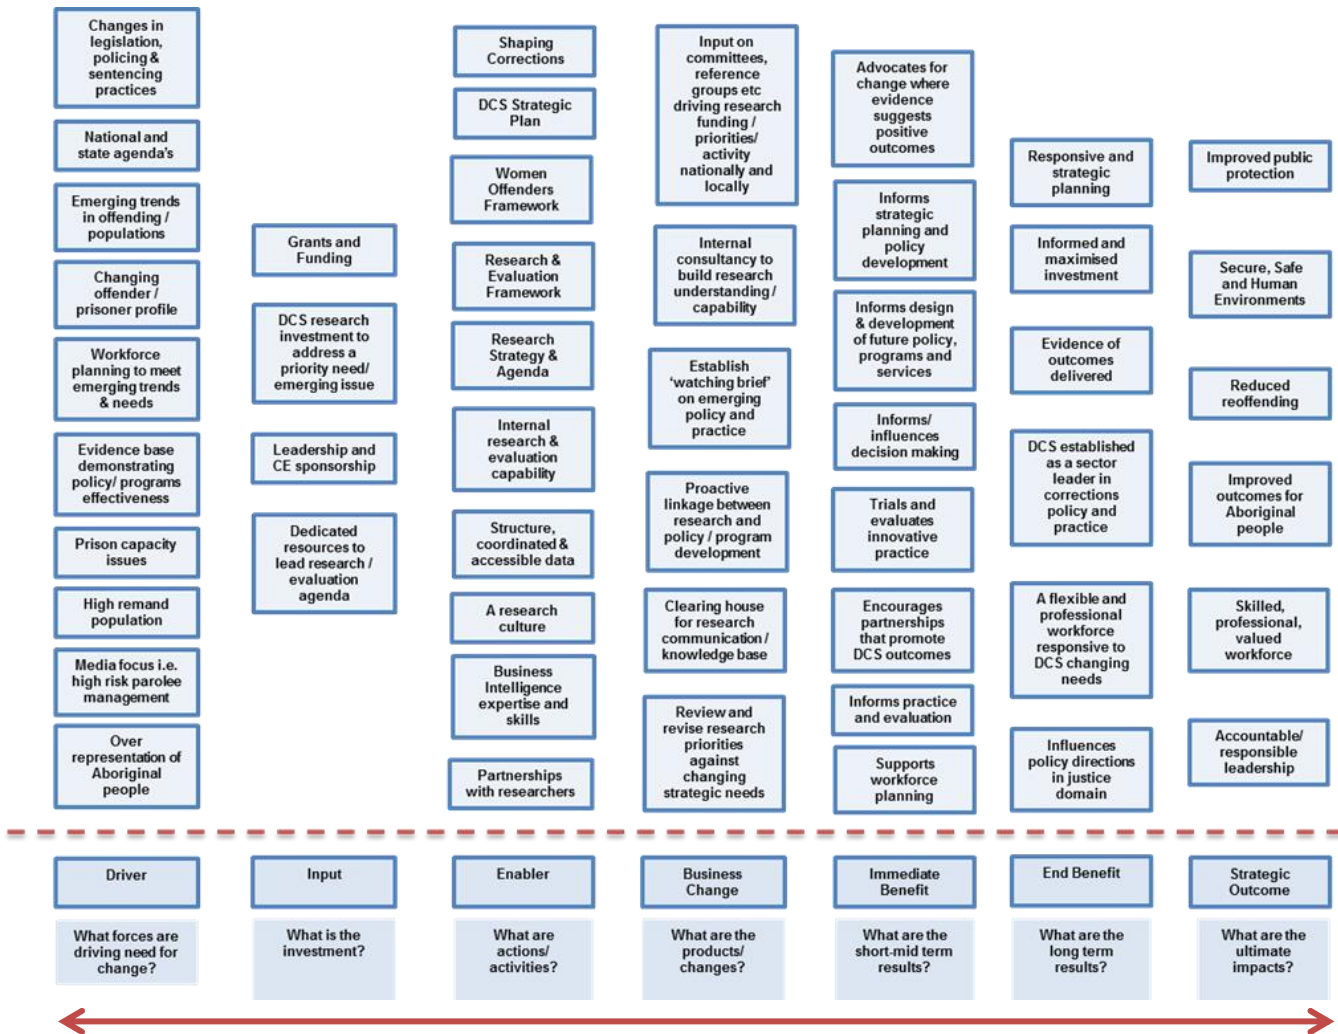 Changes in
legislation,
policing &
sentencing
practices
National and
state agenda's
Emerging trends
in offending /
populations
Changing
offender /
prisoner profile
Workforce
planning to meet
emerging trends
& needs
Evidence base
demonstrating
policy/ programs
effectiveness
Prison capacity
issues
High remand
population
Media focus i.e.
high risk parolee
management
Over
representation of
Aboriginal
people
Grants and
Funding
DCS research
investment to
address a
priority need/
emerging issue
Leadership and
CE sponsorship
Dedicated
resources to
lead research /
evaluation
agenda
Shaping
Corrections
DCS Strategic
Plan
Women
Offenders
Framework
Research &
Evaluation
Framework
Research
Strategy &
Agenda
Internal
research &
evaluation
capability
Structure,
coordinated &
accessible data
A research
culture
Business
Intelligence
expertise and
skills
Partnerships
with researchers
Input on
committees,
reference
groups etc
driving research
funding /
priorities/
activity
nationally and
locally
Internal
consultancy to
build research
understanding /
capability
Establish
‘watching brief’
on emerging
policy and
practice
Proactive
linkage between
research and
policy / program
development
Clearing house
for research
communication /
knowledge base
Review and
revise research
priorities
against
changing
strategic needs
Advocates for
change where
evidence
suggests
positive
outcomes
Informs
strategic
planning and
policy
development
Informs design
& development
of future policy,
programs and
services
Informs/
influences
decision making
Trials and
evaluates
innovative
practice
Encourages
partnerships
that promote
DCS outcomes
Informs practice
and evaluation
Supports
workforce
planning
Responsive and
strategic
planning
Informed and
maximised
investment
Evidence of
outcomes
delivered
DCS established
as a sector
leader in
corrections
policy and
practice
A flexible and
professional
workforce
responsive to
DCS changing
needs
Influences
policy directions
in justice
domain
Improved public
protection
Secure, Safe
and Human
Environments
Reduced
reoffending
Improved
outcomes for
Aboriginal
people
Skilled,
professional,
valued
workforce
Accountable/
responsible
leadership
Driver
Input
Enabler
Business
Change
Immediate
Benefit
End Benefit
Strategic
Outcome
What forces are
driving need for
change?
What is the
investment?
What are
actions/
activities?
What are the
products/
changes?
What are the
short-mid term
results?
What are the
long term
results?
What are the
ultimate
impacts?